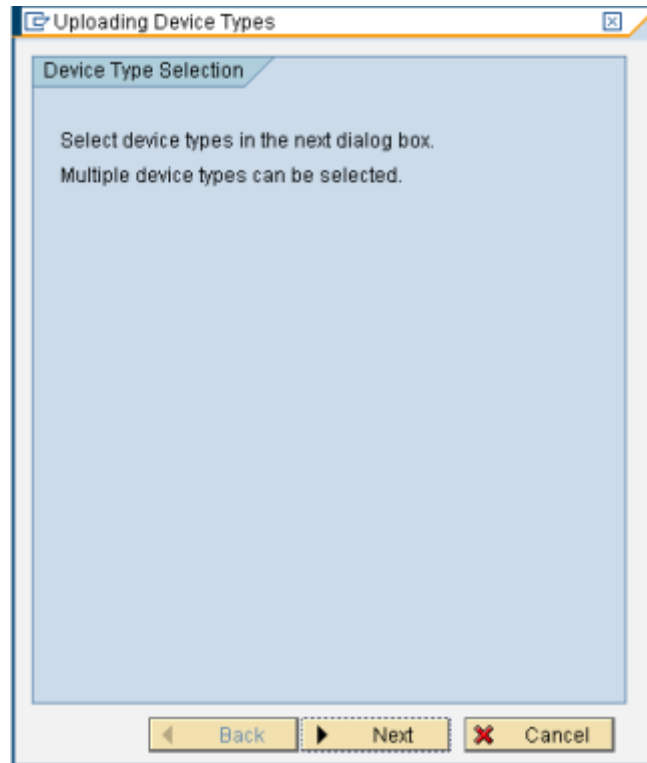 Uploading Device Types
Device Type Selection
Select device types in the next dialog box.
Multiple device types can be selected.
Back Next Cancel